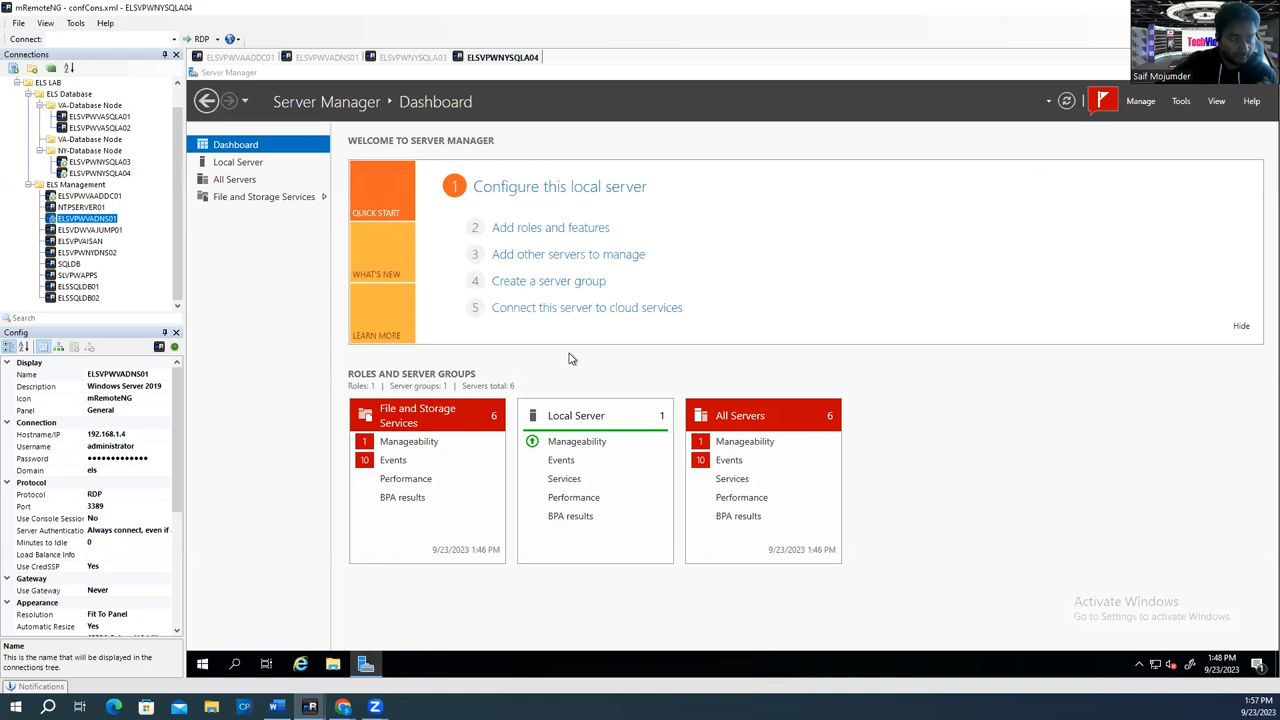 mRemoteNG - confCons.xml - ELSVPWNYSQLA04
File View Tools Help
Connect: RDP
Connections
ELS LAB
ELS Database
VA-Database Node
ELSVPWVASQLA01
ELSVPWVASQLA02
VA-Database Node
NY-Database Node
ELSVPWNYSQLA03
ELSVPWNYSQLA04
ELS Management
ELSVPWVAADDC01
NTPSERVER01
ELSVPWVADNS01
ELSVDWVAJUMP01
ELSVPVAISAN
ELSVPWNYDNS02
SQLDB
SLVPWAPPS
ELSSQLDB01
ELSSQLDB02
Search
Config
Display
Name ELSVPWVADNS01
Description Windows Server 2019
Icon mRemoteNG
Panel General
Connection
Hostname/IP 192.168.1.4
Username administrator
Password ●●●●●●●●●●●●●
Domain els
Protocol
Protocol RDP
Port 3389
Use Console Session No
Server Authentication Always connect, even if
Minutes to Idle 0
Load Balance Info
Use CredSSP Yes
Gateway
Use Gateway Never
Appearance
Resolution Fit To Panel
Automatic Resize Yes
Name
This is the name that will be displayed in the connections tree.
Notifications
ELSVPWVAADDC01 ELSVPWVADNS01 ELSVPWNYSQLA03 ELSVPWNYSQLA04
Server Manager
Server Manager • Dashboard
Manage Tools View Help
Dashboard
Local Server
All Servers
File and Storage Services
WELCOME TO SERVER MANAGER
QUICK START
WHAT'S NEW
LEARN MORE
1 Configure this local server
2 Add roles and features
3 Add other servers to manage
4 Create a server group
5 Connect this server to cloud services
Hide
ROLES AND SERVER GROUPS
Roles: 1 | Server groups: 1 | Servers total: 6
File and Storage Services 6
1 Manageability
10 Events
Performance
BPA results
9/23/2023 1:46 PM
Local Server 1
Manageability
Events
Services
Performance
BPA results
All Servers 6
1 Manageability
10 Events
Services
Performance
BPA results
9/23/2023 1:46 PM
Activate Windows
Go to Settings to activate Windows.
1:48 PM
9/23/2023
1:57 PM
9/23/2023
Saif Mojumder